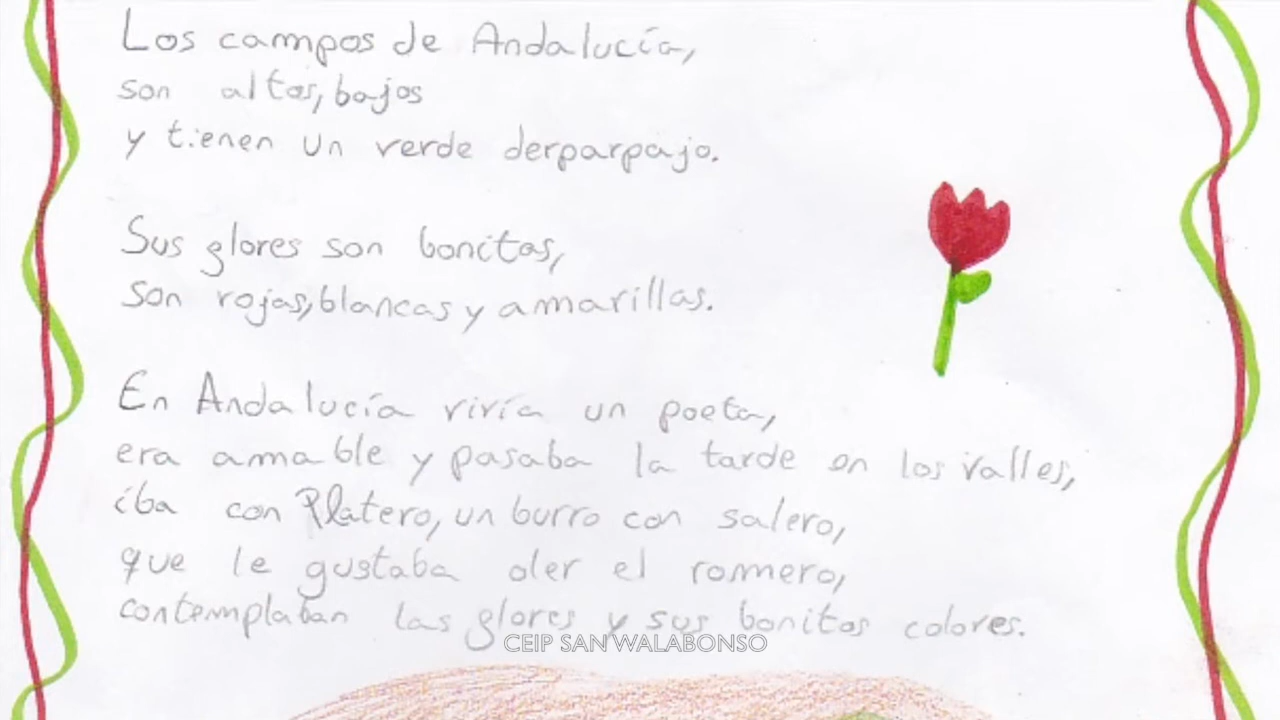 Los campos de Andalucía,
son altos, bajos
y tienen un verde derparpajo.
Sus glores son bonitas,
son rojas, blancas y amarillas.
En Andalucía vivía un poeta,
era amable y pasaba la tarde en los valles,
iba con Platero, un burro con salero,
que le gustaba oler el romero,
contemplaban las glores y sus bonitos colores.
CEIP SAN WALABONSO